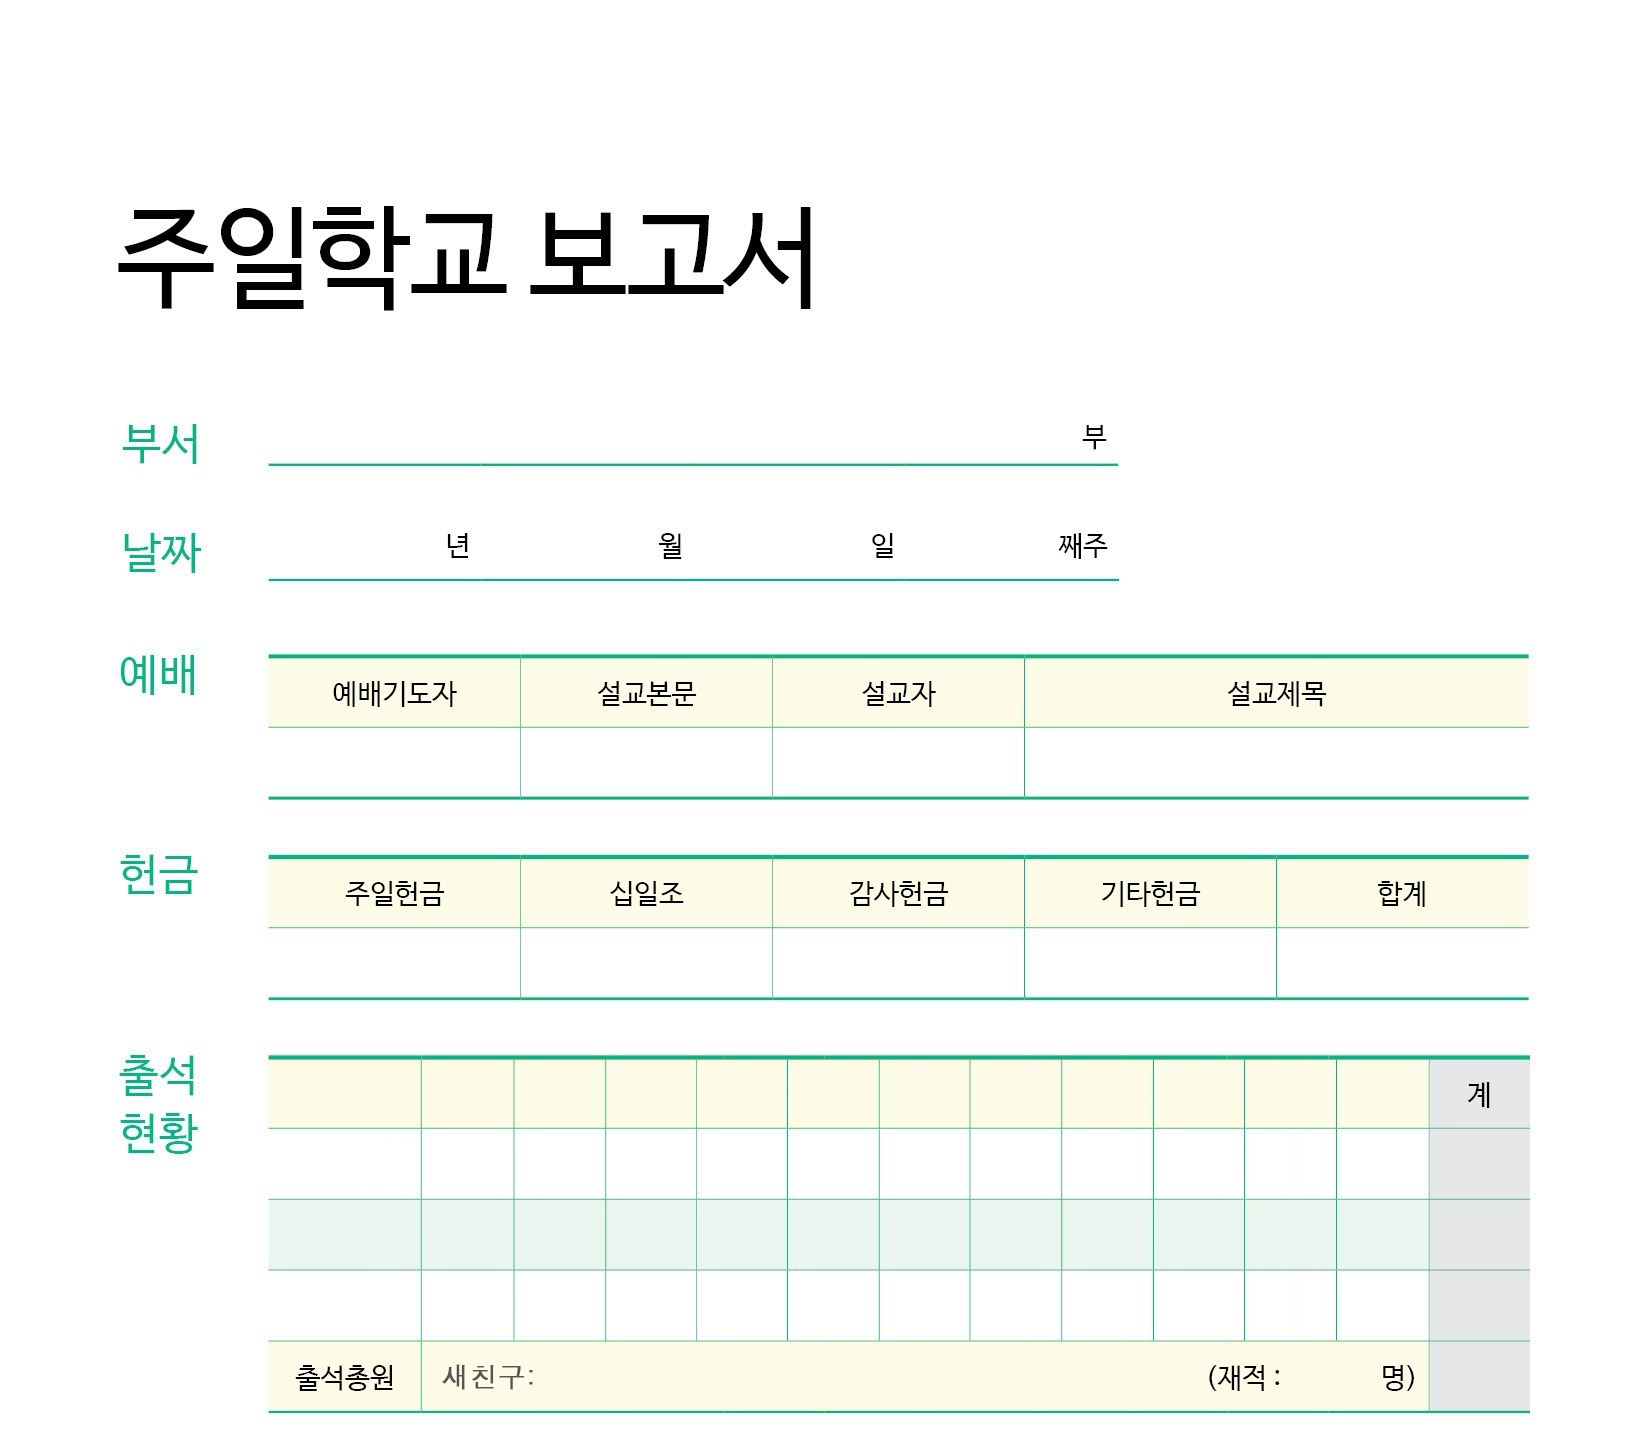 주일학교 보고서
부서 부
날짜 년 월 일 째주
예배 예배기도자 설교본문 설교자 설교제목
헌금 주일헌금 십일조 감사헌금 기타헌금 합계
출석 계
현황
출석총원 새친구: (재적 : 명)